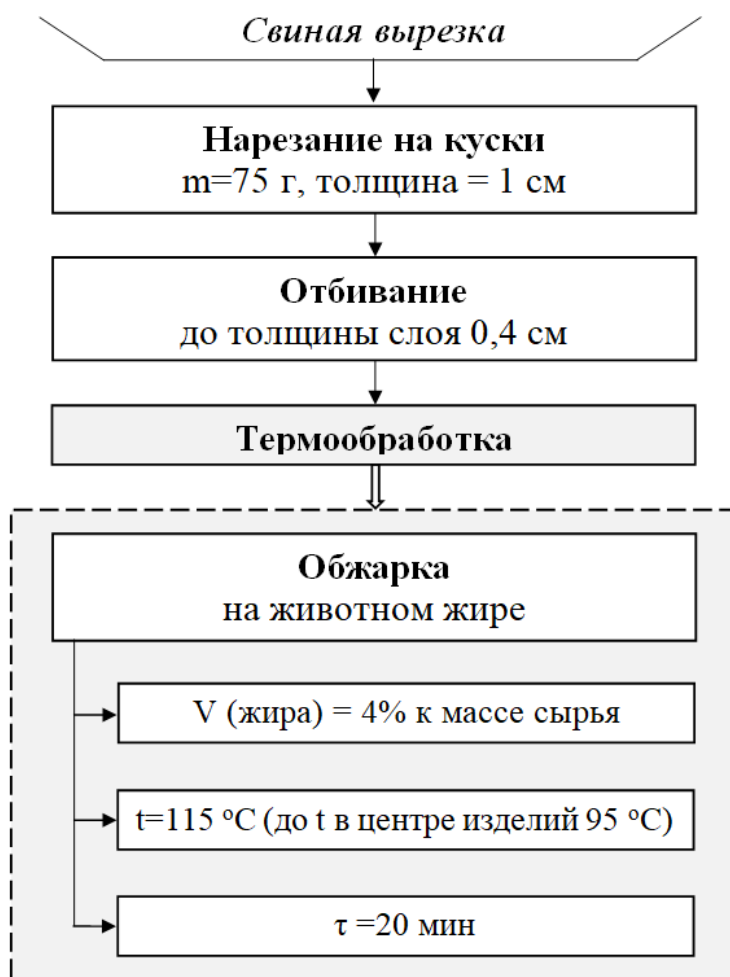 Свиная вырезка
Нарезание на куски
m=75 г, толщина = 1 см
Отбивание
до толщины слоя 0,4 см
Термообработка
Обжарка
на животном жире
V (жира) = 4% к массе сырья
t=115 °С (до t в центре изделий 95 °С)
τ =20 мин